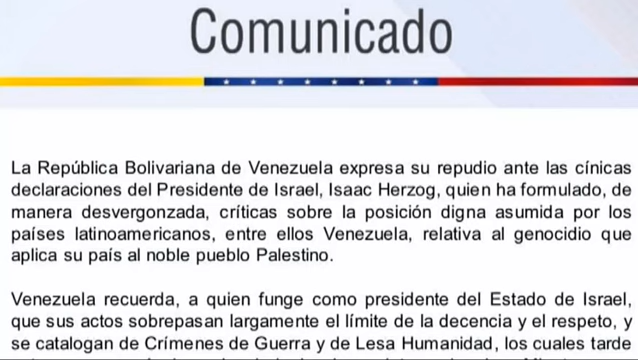 Comunicado
La República Bolivariana de Venezuela expresa su repudio ante las cínicas
declaraciones del Presidente de Israel, Isaac Herzog, quien ha formulado, de
manera desvergonzada, críticas sobre la posición digna asumida por los
países latinoamericanos, entre ellos Venezuela, relativa al genocidio que
aplica su país al noble pueblo Palestino.
Venezuela recuerda, a quien funge como presidente del Estado de Israel,
que sus actos sobrepasan largamente el límite de la decencia y el respeto, y
se catalogan de Crímenes de Guerra y de Lesa Humanidad, los cuales tarde